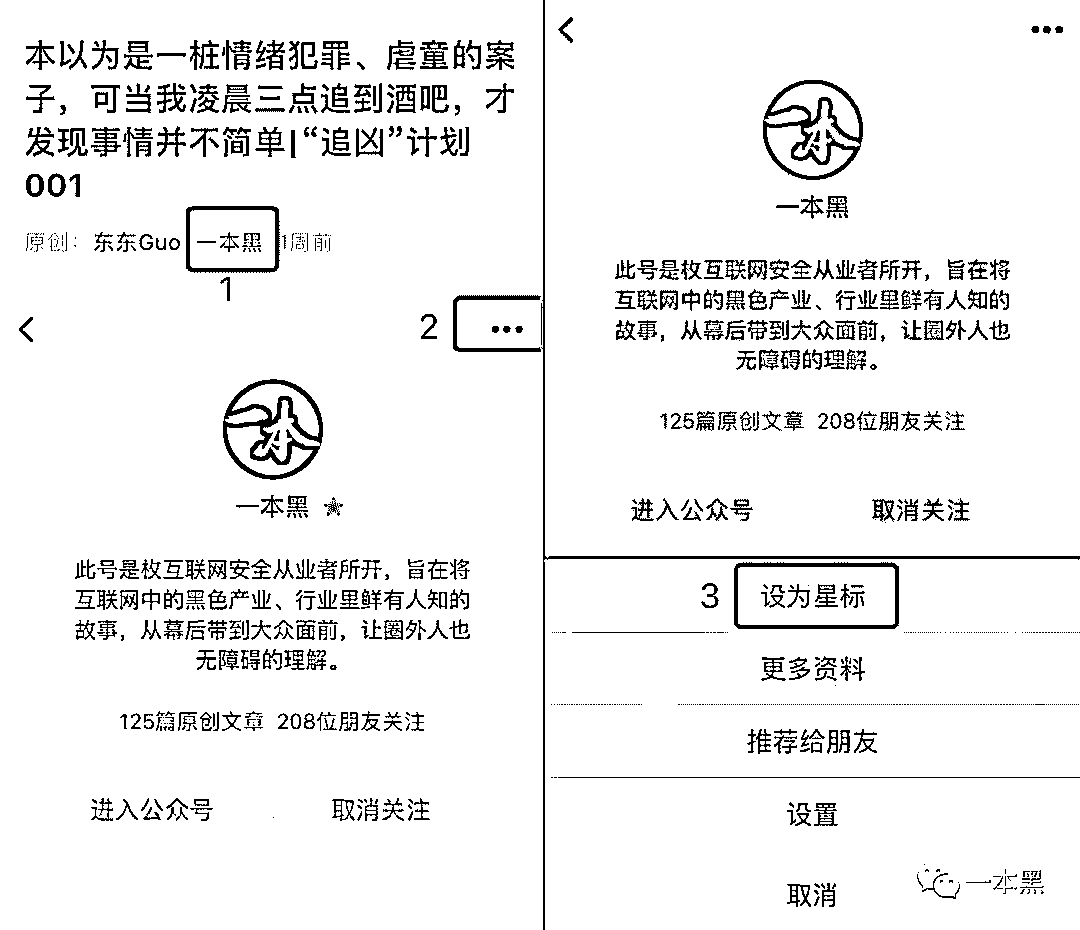 本以为是一桩情绪犯罪、虐童的案
子，可当我凌晨三点追到酒吧，才
发现事情并不简单|“追凶”计划
001
原创： 东东Guo 一本黑 1周前
1
2
一本
一本黑
此号是枚互联网安全从业者所开，旨在将
互联网中的黑色产业、行业里鲜有人知的
故事，从幕后带到大众面前，让圈外人也
无障碍的理解。
125篇原创文章 208位朋友关注
进入公众号 取消关注
一本
一本黑
此号是枚互联网安全从业者所开，旨在将
互联网中的黑色产业、行业里鲜有人知的
故事，从幕后带到大众面前，让圈外人也
无障碍的理解。
125篇原创文章 208位朋友关注
进入公众号 取消关注
3 设为星标
更多资料
推荐给朋友
设置
取消
一本黑